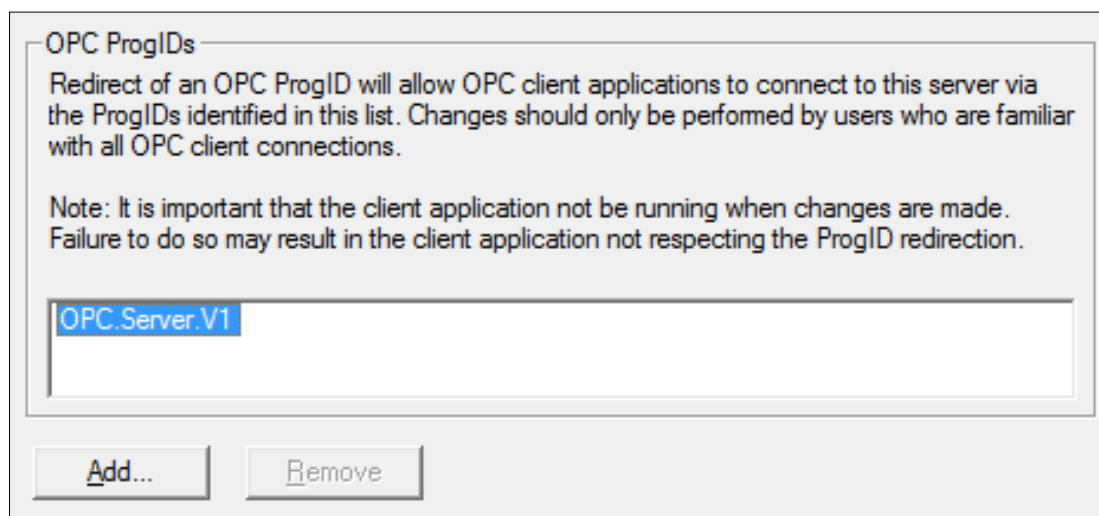 OPC ProgIDs
Redirect of an OPC ProgID will allow OPC client applications to connect to this server via
the ProgIDs identified in this list. Changes should only be performed by users who are familiar
with all OPC client connections.
Note: It is important that the client application not be running when changes are made.
Failure to do so may result in the client application not respecting the ProgID redirection.
OPC.Server.V1
Add...
Remove